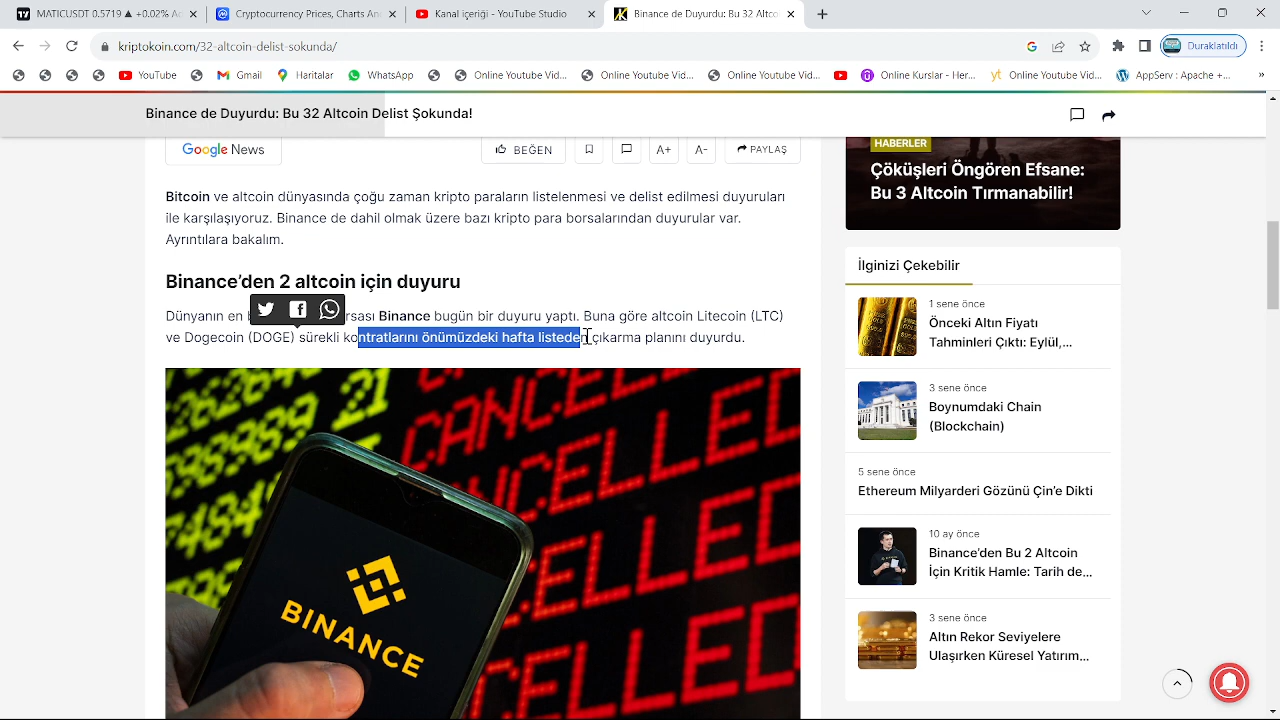 MATICUSDT 0.5719 ▲ +0.02% A
Cryptocurrency Prices, Charts An
Kanal içeriği - YouTube Studio
Binance de Duyurdu: Bu 32 Altco
kriptokoin.com/32-altcoin-delist-sokunda/
Duraklatıldı
YouTube
Gmail
Haritalar
WhatsApp
Online Youtube Vid...
Online Youtube Vid...
Online Youtube Vid...
Online Kurslar - Her...
yt Online Youtube Vid...
AppServ : Apache +...
»
Binance de Duyurdu: Bu 32 Altcoin Delist Şokunda!
Google News
BEĞEN
A+
A-
PAYLAŞ
Bitcoin ve altcoin dünyasında çoğu zaman kripto paraların listelenmesi ve delist edilmesi duyuruları
ile karşılaşıyoruz. Binance de dahil olmak üzere bazı kripto para borsalarından duyurular var.
Ayrıntılara bakalım.
Binance’den 2 altcoin için duyuru
Dünyanın en b rsası Binance bugün bir duyuru yaptı. Buna göre altcoin Litecoin (LTC)
ve Dogecoin (DOGE) sürekli kontratlarını önümüzdeki hafta listeden çıkarma planını duyurdu.
CANCELLED
CANCELLED
CANCELLED
CANCELLED
BINANCE
HABERLER
Çöküşleri Öngören Efsane:
Bu 3 Altcoin Tırmanabilir!
İlginizi Çekebilir
1 sene önce
Önceki Altın Fiyatı
Tahminleri Çıktı: Eylül,...
3 sene önce
Boynumdaki Chain
(Blockchain)
5 sene önce
Ethereum Milyarderi Gözünü Çin’e Dikti
10 ay önce
Binance’den Bu 2 Altcoin
İçin Kritik Hamle: Tarih de...
3 sene önce
Altın Rekor Seviyelere
Ulaşırken Küresel Yatırım...